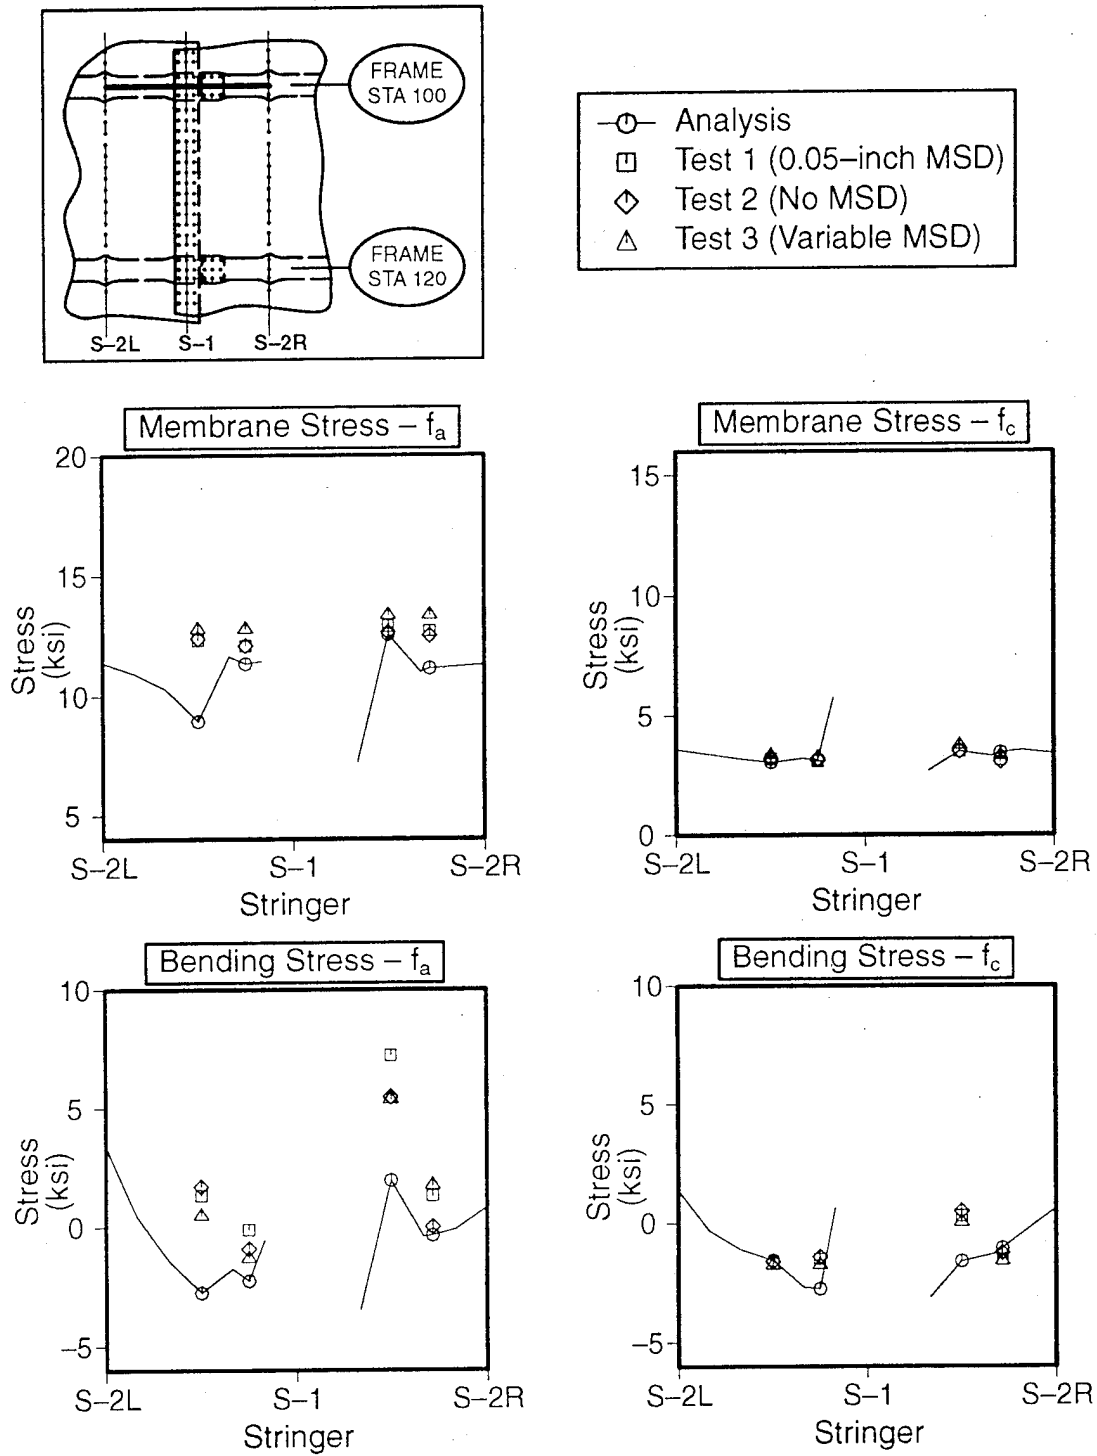 FRAME
STA 100
FRAME
STA 120
S–2L S–1 S–2R
Analysis
Test 1 (0.05–inch MSD)
Test 2 (No MSD)
Test 3 (Variable MSD)
Membrane Stress – fa
20
15
10
5
Stress
(ksi)
S–2L S–1 S–2R
Stringer
Membrane Stress – fc
15
10
5
0
Stress
(ksi)
S–2L S–1 S–2R
Stringer
Bending Stress – fa
10
5
0
–5
Stress
(ksi)
S–2L S–1 S–2R
Stringer
Bending Stress – fc
10
5
0
–5
Stress
(ksi)
S–2L S–1 S–2R
Stringer